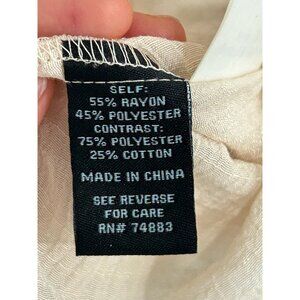 SELF:
55% RAYON
45% POLYESTER
CONTRAST:
75% POLYESTER
25% COTTON
MADE IN CHINA
SEE REVERSE
FOR CARE
RN# 74883